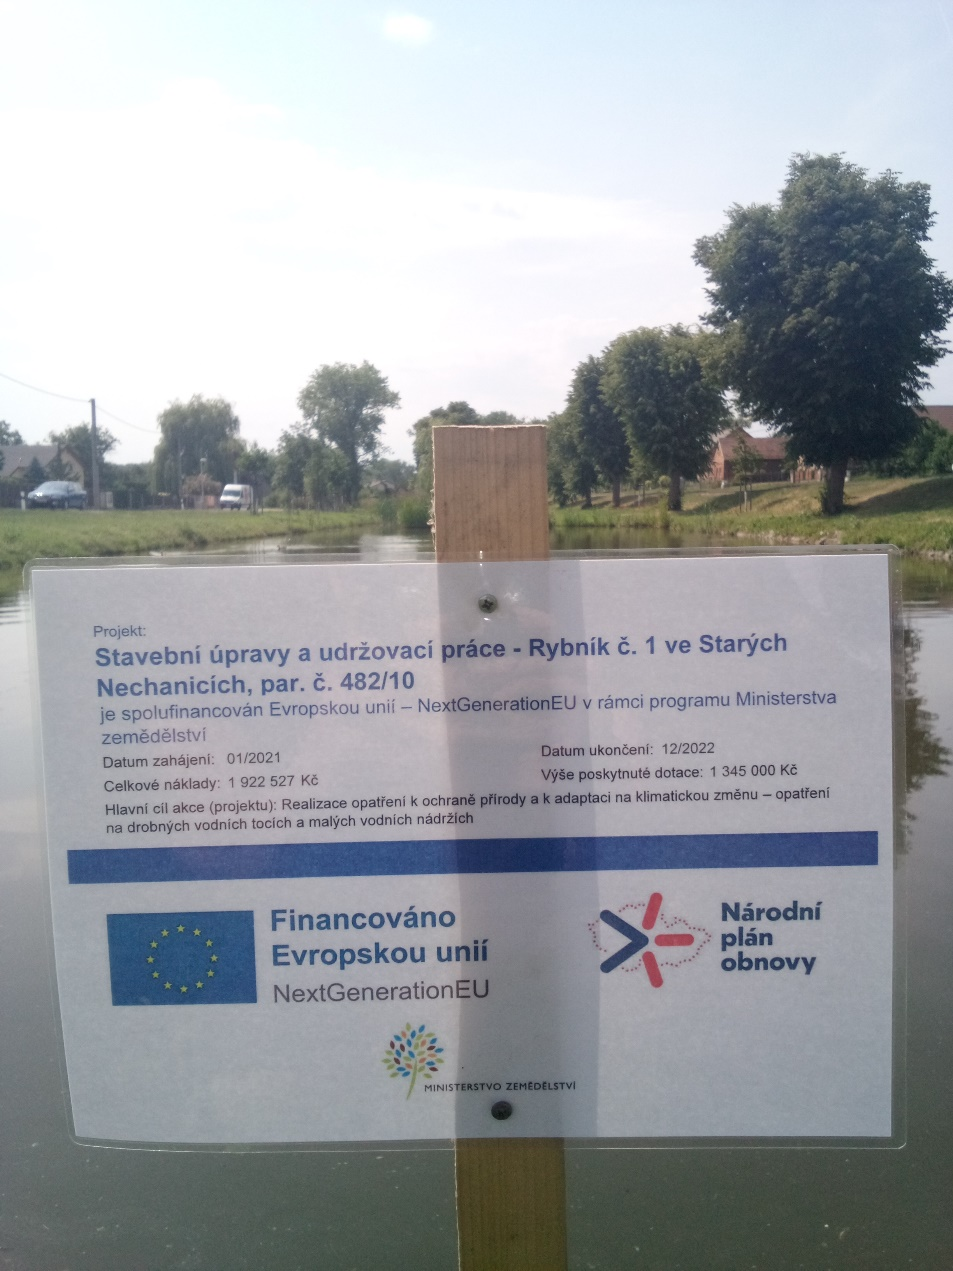 Projekt:
Stavební úpravy a udržovací práce - Rybník č. 1 ve Starých
Nechanicích, par. č. 482/10
je spolufinancován Evropskou unií – NextGenerationEU v rámci programu Ministerstva
zemědělství
Datum zahájení: 01/2021
Datum ukončení: 12/2022
Celkové náklady: 1 922 527 Kč
Výše poskytnuté dotace: 1 345 000 Kč
Hlavní cíl akce (projektu): Realizace opatření k ochraně přírody a k adaptaci na klimatickou změnu – opatření
na drobných vodních tocích a malých vodních nádržích
Financováno
Evropskou unií
NextGenerationEU
Národní
plán
obnovy
MINISTERSTVO ZEMĚDĚLSTVÍ